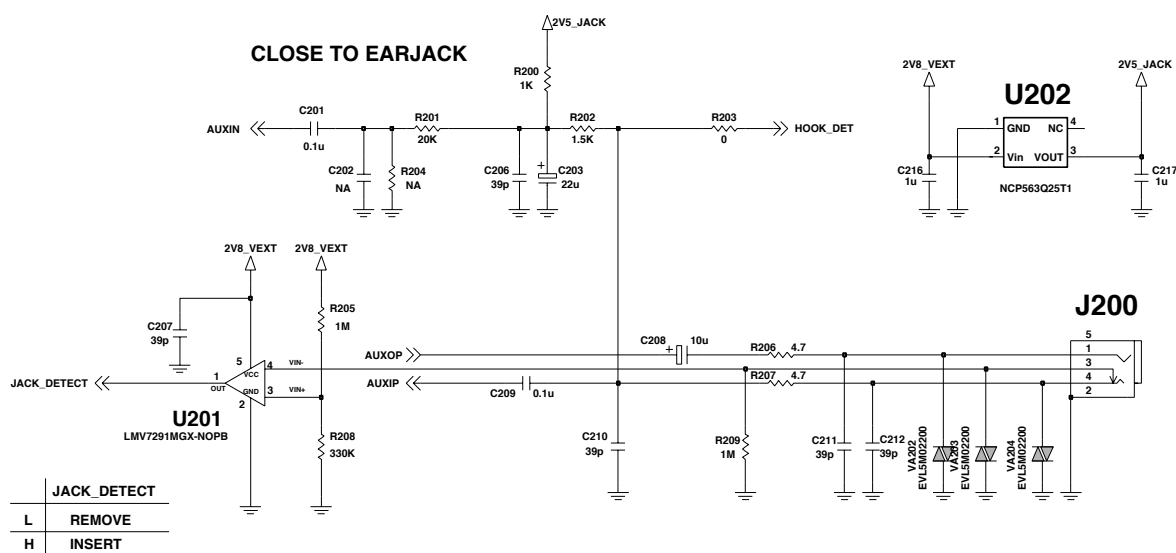 2V5_JACK
CLOSE TO EARJACK
R200
1K
2V8_VEXT
2V5_JACK
U202
C201
0.1u
AUXIN
R201
20K
R202
1.5K
R203
0
HOOK_DET
1
GND
NC
4
2
Vin
VOUT
3
C202
NA
R204
NA
C206
39p
C203
22u
+
C216
1u
C217
1u
NCP563Q25T1
2V8_VEXT
2V8_VEXT
R205
1M
C207
39p
J200
C208
10u
+
R206
4.7
AUXOP
5
1
3
4
2
5
VCC
4
VIN-
JACK_DETECT
1
OUT
GND
3
VIN+
2
AUXIP
C209
0.1u
R207
4.7
U201
LMV7291MGX-NOPB
R208
330K
C210
39p
R209
1M
C211
39p
C212
39p
VA202
EVL5M02200
VA203
EVL5M02200
VA204
EVL5M02200
JACK_DETECT
L REMOVE
H INSERT